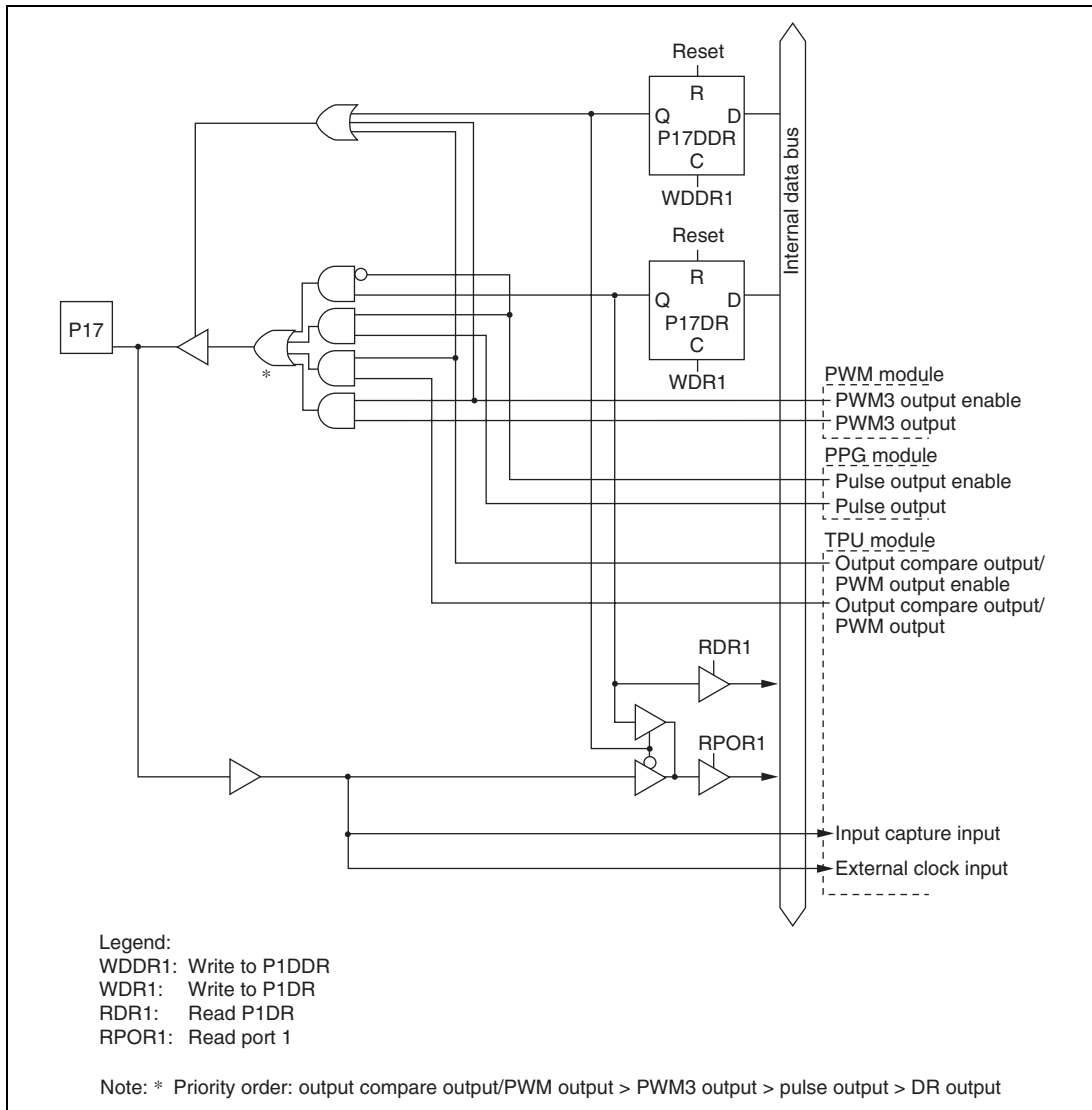 Reset
R
Q D
P17DDR
C
WDDR1
Internal data bus
Reset
R
Q D
P17DR
C
WDR1
P17
*
PWM module
PWM3 output enable
PWM3 output
PPG module
Pulse output enable
Pulse output
TPU module
Output compare output/
PWM output enable
Output compare output/
PWM output
RDR1
RPOR1
Input capture input
External clock input
Legend:
WDDR1: Write to P1DDR
WDR1: Write to P1DR
RDR1: Read P1DR
RPOR1: Read port 1
Note: * Priority order: output compare output/PWM output > PWM3 output > pulse output > DR output